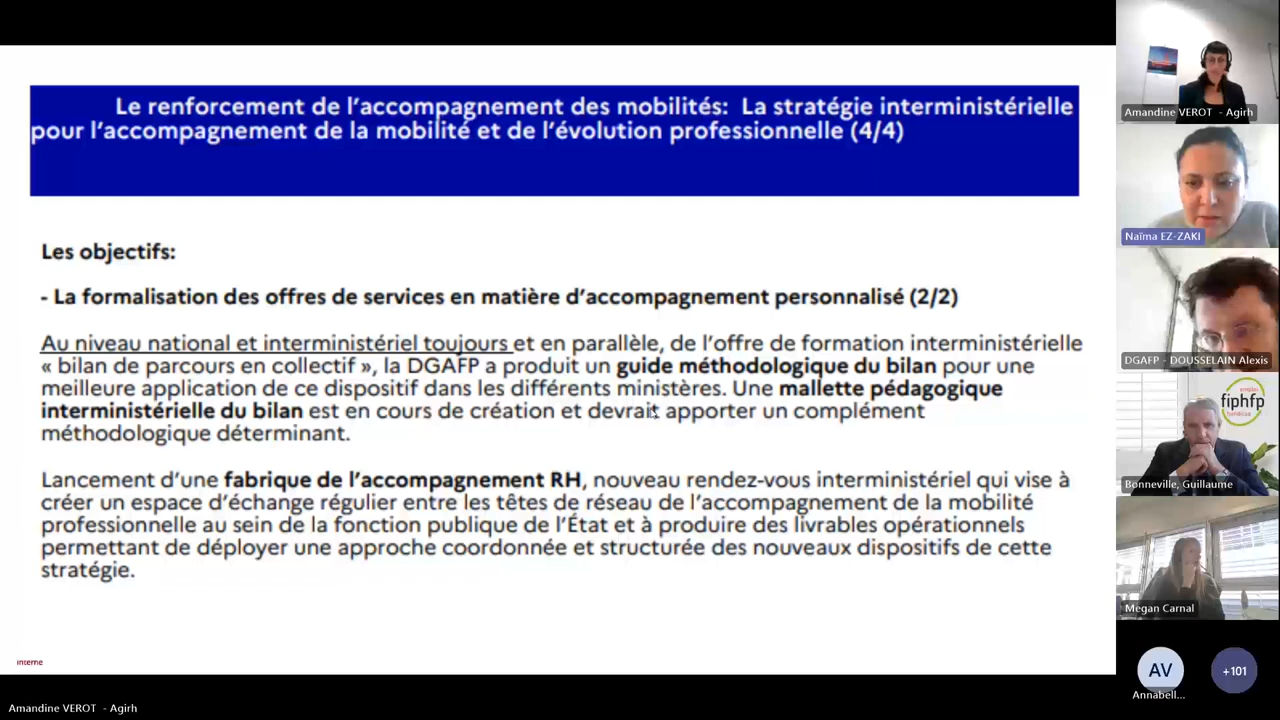 Le renforcement de l'accompagnement des mobilités: La stratégie interministérielle
pour l'accompagnement de la mobilité et de l'évolution professionnelle (4/4)
Les objectifs:
- La formalisation des offres de services en matière d'accompagnement personnalisé (2/2)
Au niveau national et interministériel toujours et en parallèle, de l'offre de formation interministérielle
« bilan de parcours en collectif », la DGAFP a produit un guide méthodologique du bilan pour une
meilleure application de ce dispositif dans les différents ministères. Une mallette pédagogique
interministérielle du bilan est en cours de création et devrait apporter un complément
méthodologique déterminant.
Lancement d'une fabrique de l'accompagnement RH, nouveau rendez-vous interministériel qui vise à
créer un espace d'échange régulier entre les têtes de réseau de l'accompagnement de la mobilité
professionnelle au sein de la fonction publique de l'État et à produire des livrables opérationnels
permettant de déployer une approche coordonnée et structurée des nouveaux dispositifs de cette
stratégie.
interne
Amandine VEROT - Agirh
Amandine VEROT - Agirh
Naïma EZ-ZAKI
DGAFP - DOUSSELAIN Alexis
emploi
fiphfp
handicap
Bonneville, Guillaume
Megan Carnal
AV
Annabell...
+101